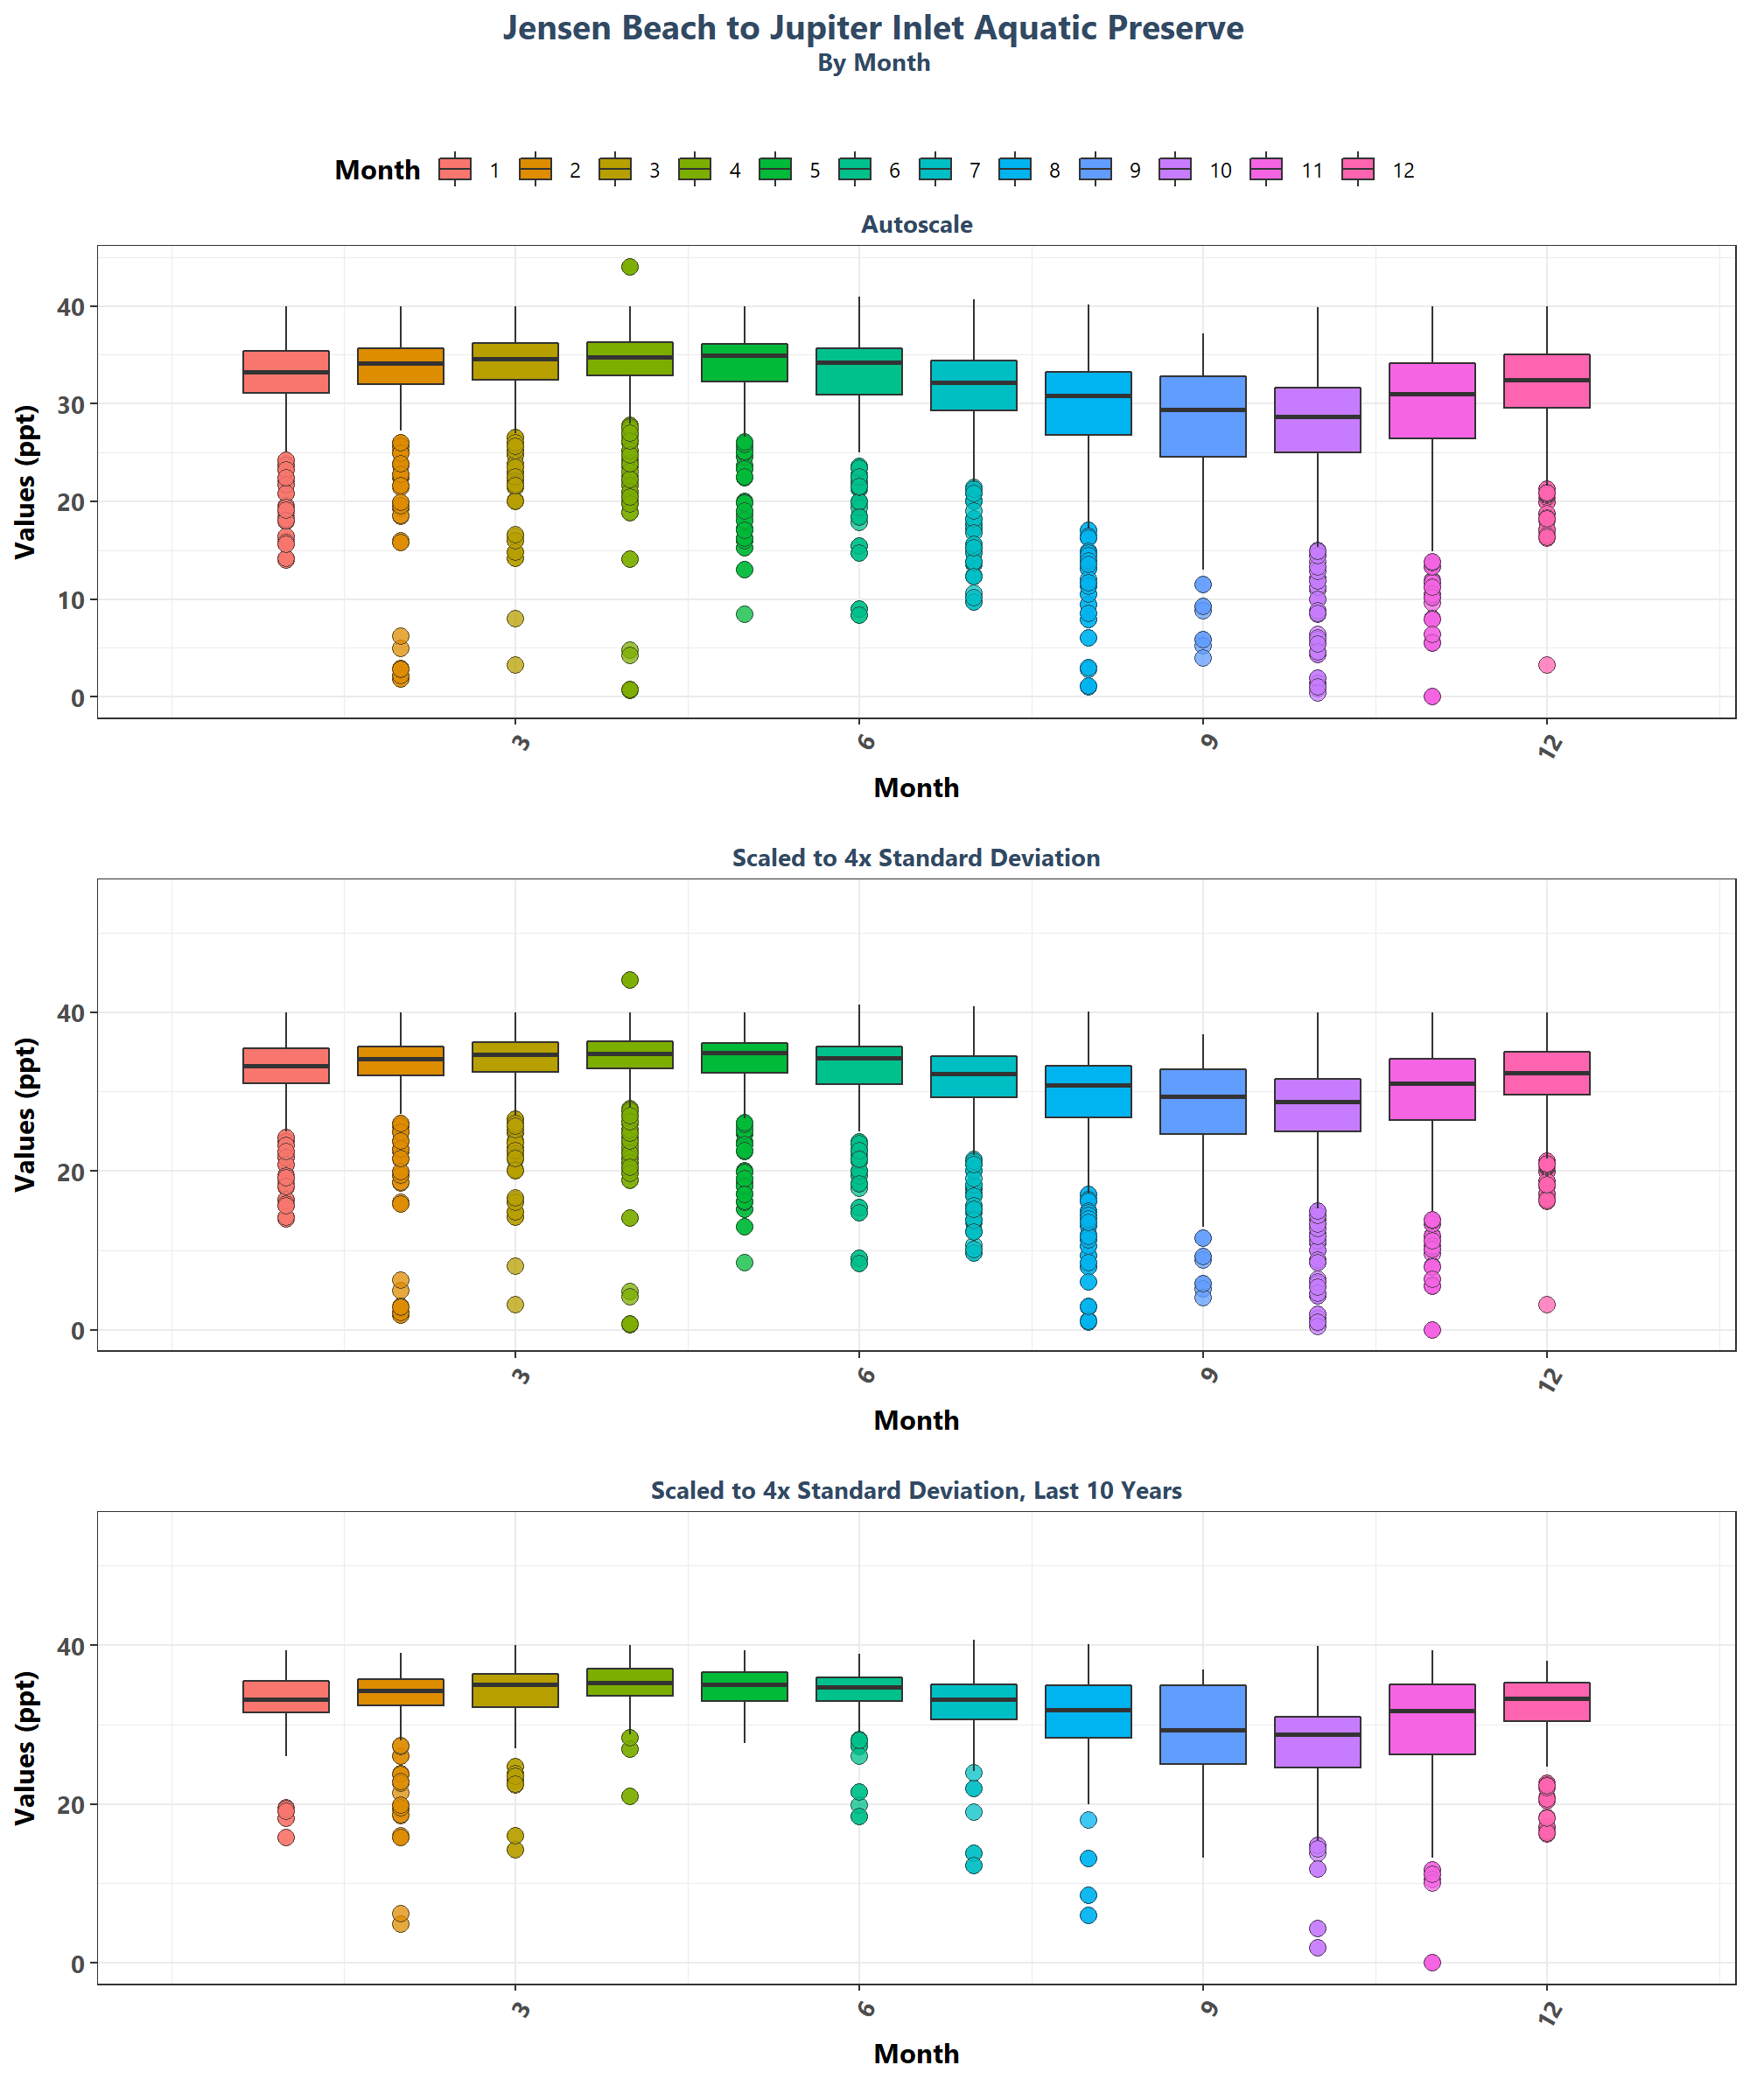 Jensen Beach to Jupiter Inlet Aquatic Preserve
By Month
Month 1 2 3 4 5 6 7 8 9 10 11 12
Autoscale
Values (ppt)
40
30
20
10
0
3 6 9 12
Month
Scaled to 4x Standard Deviation
Values (ppt)
40
20
0
3 6 9 12
Month
Scaled to 4x Standard Deviation, Last 10 Years
Values (ppt)
40
20
0
3 6 9 12
Month